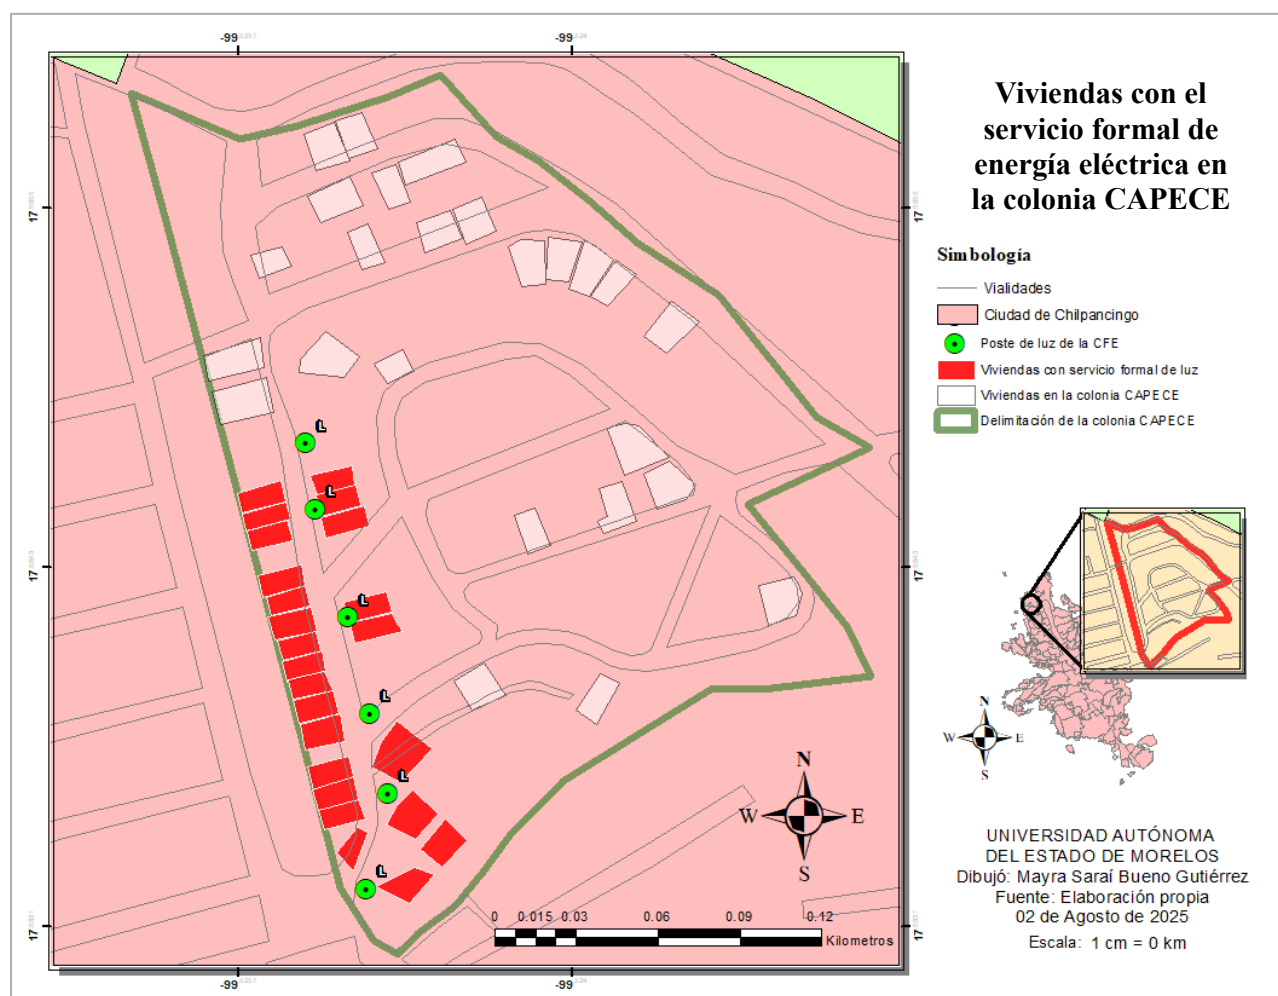 Viviendas con el
servicio formal de
energía eléctrica en
la colonia CAPECE
Simbología
Vialidades
Ciudad de Chilpancingo
Poste de luz de la CFE
Viviendas con servicio formal de luz
Viviendas en la colonia CAPECE
Delimitación de la colonia CAPECE
-99
-99
17
17
17
17
17
17
-99
-99
L
L
L
L
L
L
N
W E
S
0 0.015 0.03 0.06 0.09 0.12
Kilometros
N
W E
S
UNIVERSIDAD AUTÓNOMA
DEL ESTADO DE MORELOS
Dibujó: Mayra Saraí Bueno Gutiérrez
Fuente: Elaboración propia
02 de Agosto de 2025
Escala: 1 cm = 0 km